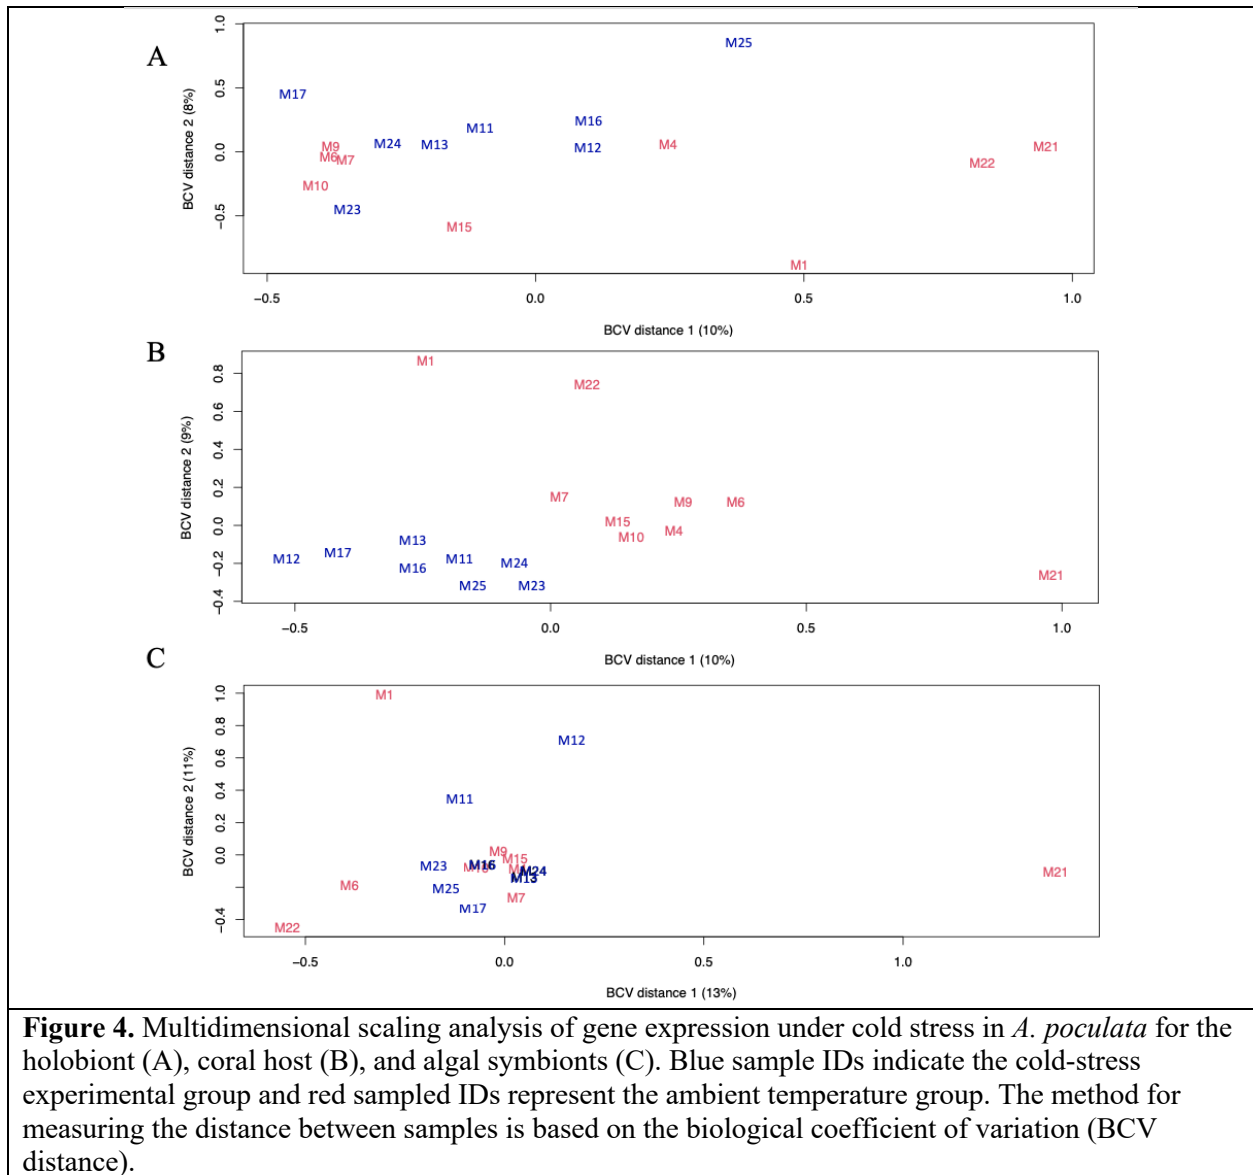 A
BCV distance 2 (8%)
1.0
0.5
0.0
−0.5
M25
M17
M16
M11
M9
M24
M13
M12
M4
M21
M6
M7
M22
M10
M23
M15
M1
−0.5 0.0 0.5 1.0
BCV distance 1 (10%)
B
BCV distance 2 (9%)
0.8
0.6
0.4
0.2
0.0
−0.2
−0.4
M1
M22
M7
M9
M6
M15
M4
M10
M13
M17
M12
M11
M24
M16
M25
M23
M21
−0.5 0.0 0.5 1.0
BCV distance 1 (10%)
C
BCV distance 2 (11%)
1.0
0.8
0.6
0.4
0.2
0.0
−0.4
M1
M12
M11
M9
M15
M23
M16
M24
M13
M21
M6
M25
M7
M17
M22
−0.5 0.0 0.5 1.0
BCV distance 1 (13%)
Figure 4. Multidimensional scaling analysis of gene expression under cold stress in A. poculata for the
holobiont (A), coral host (B), and algal symbionts (C). Blue sample IDs indicate the cold-stress
experimental group and red sampled IDs represent the ambient temperature group. The method for
measuring the distance between samples is based on the biological coefficient of variation (BCV
distance).